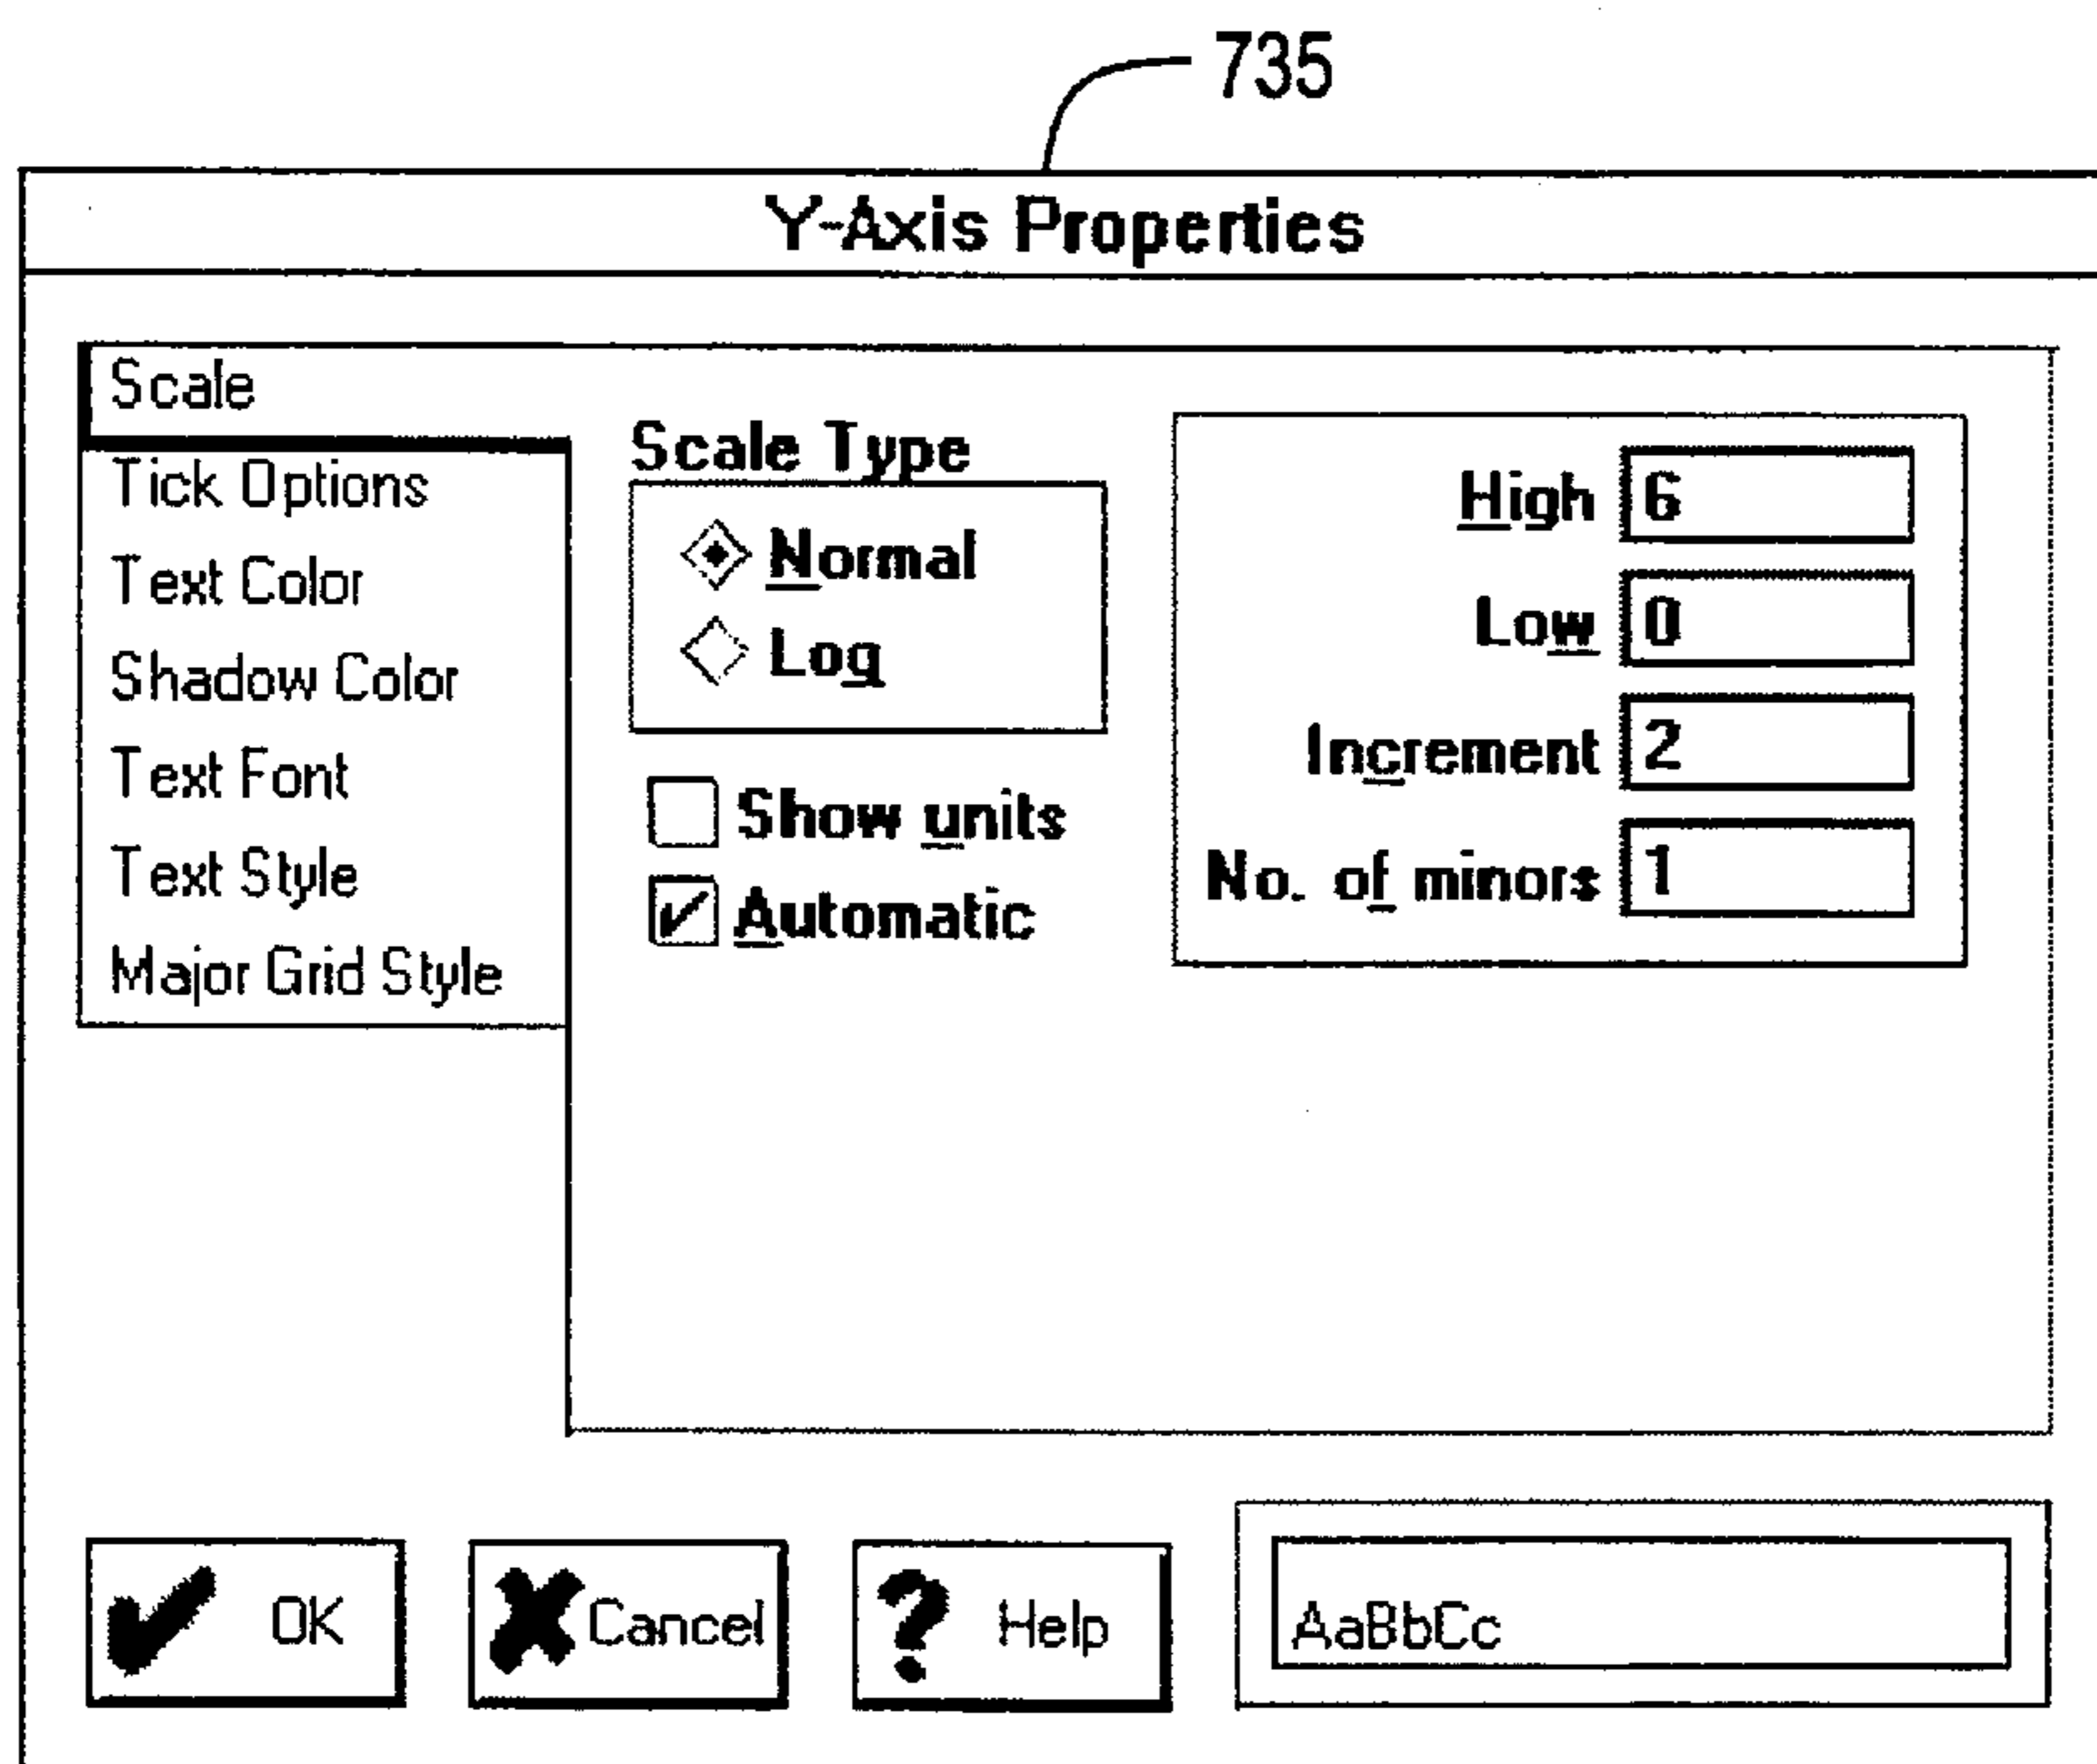 735
Y-Axis Properties
Scale
Tick Options
Text Color
Shadow Color
Text Font
Text Style
Major Grid Style
Scale Type
Normal
Log
Show units
Automatic
High 6
Low 0
Increment 2
No. of minors 1
OK
Cancel
Help
AaBbCc